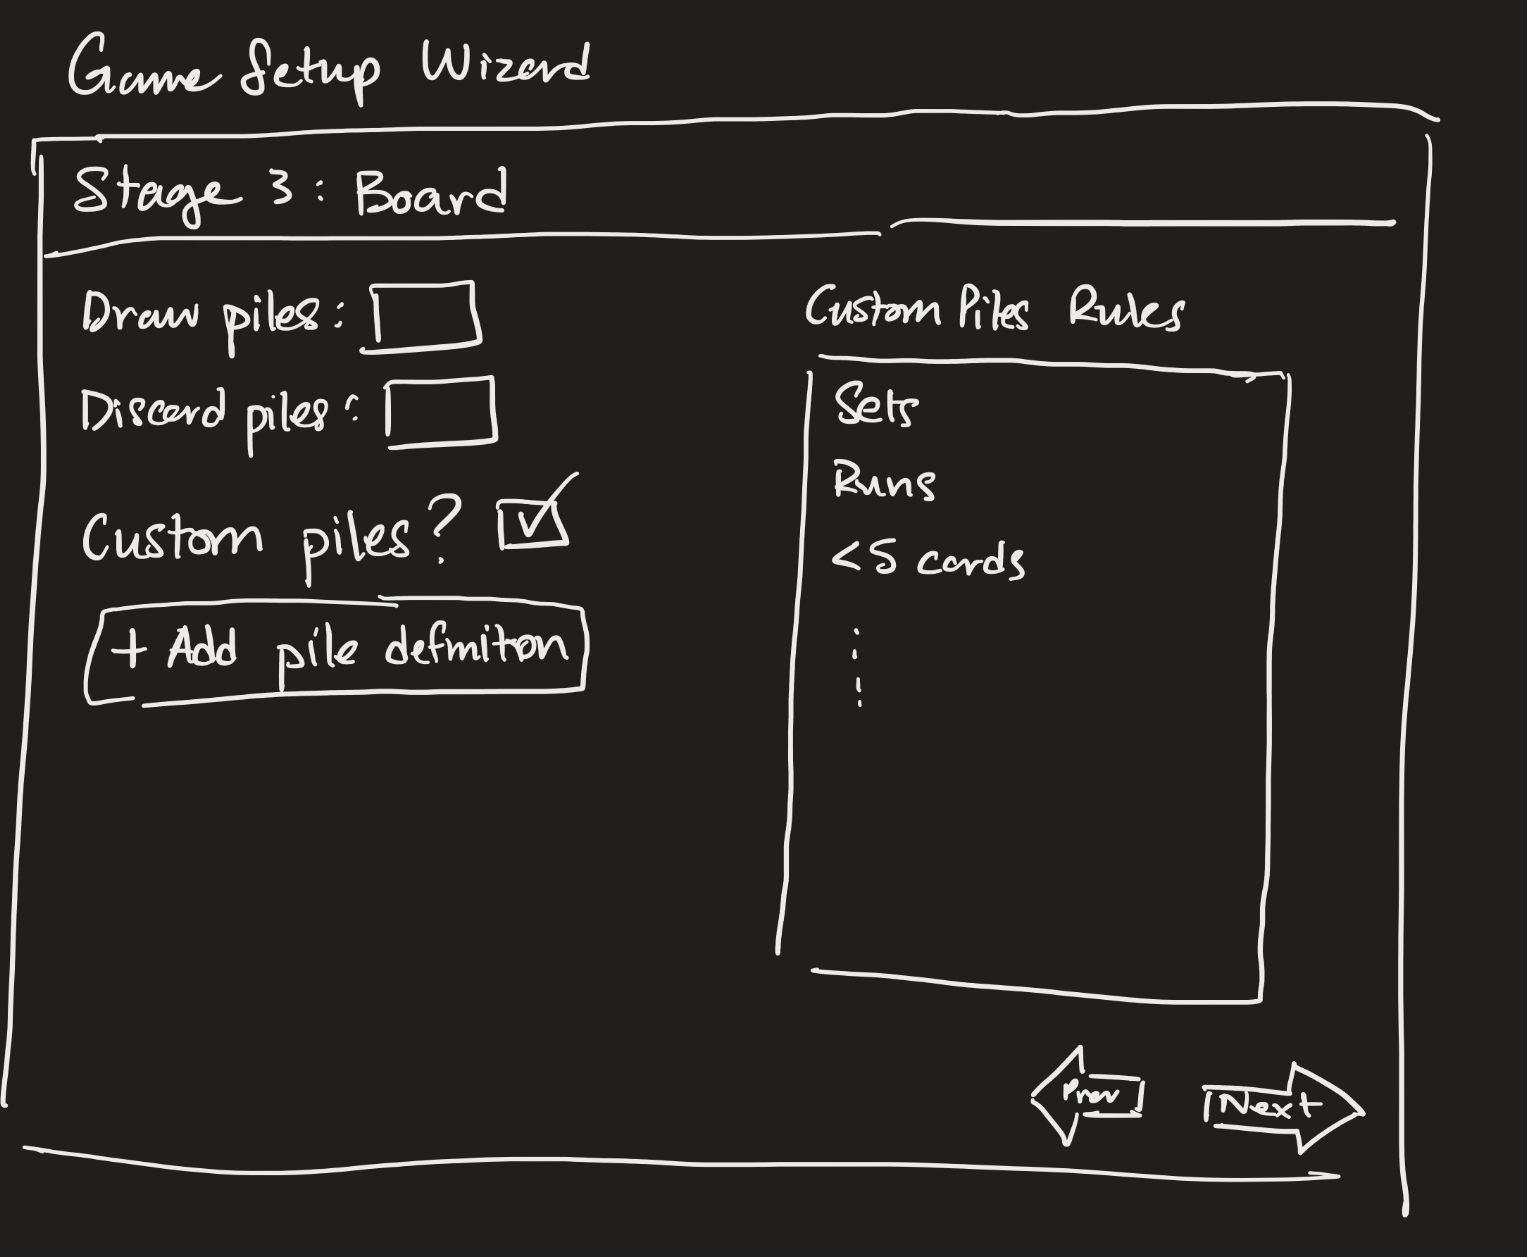 Game Setup Wizard
Stage 3: Board
Draw piles:
Discard piles:
Custom piles?
+ Add pile definition
Custom Piles Rules
Sets
Runs
<5 cards
Prev
Next